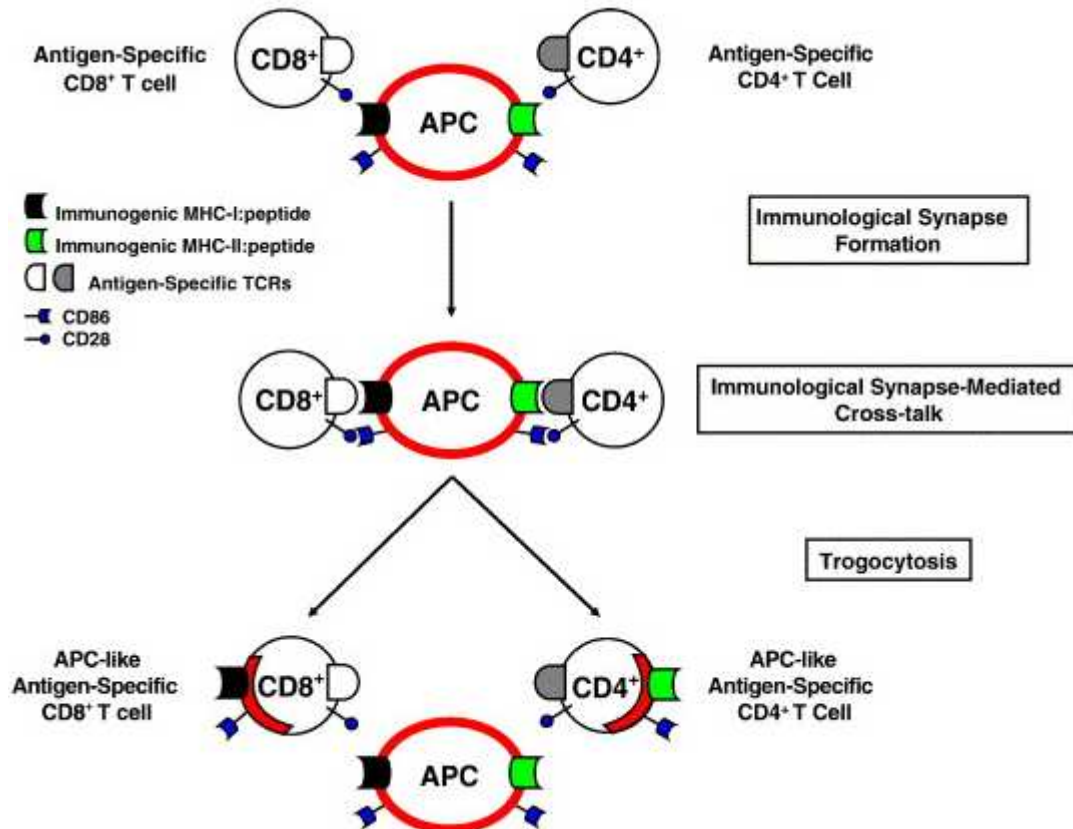 Antigen-Specific
CD8⁺ T cell
CD8⁺
APC
CD4⁺
Antigen-Specific
CD4⁺ T Cell
Immunogenic MHC-I:peptide
Immunogenic MHC-II:peptide
Antigen-Specific TCRs
CD86
CD28
Immunological Synapse
Formation
CD8⁺
APC
CD4⁺
Immunological Synapse-Mediated
Cross-talk
Trogocytosis
APC-like
Antigen-Specific
CD8⁺ T cell
CD8⁺
CD4⁺
APC-like
Antigen-Specific
CD4⁺ T Cell
APC